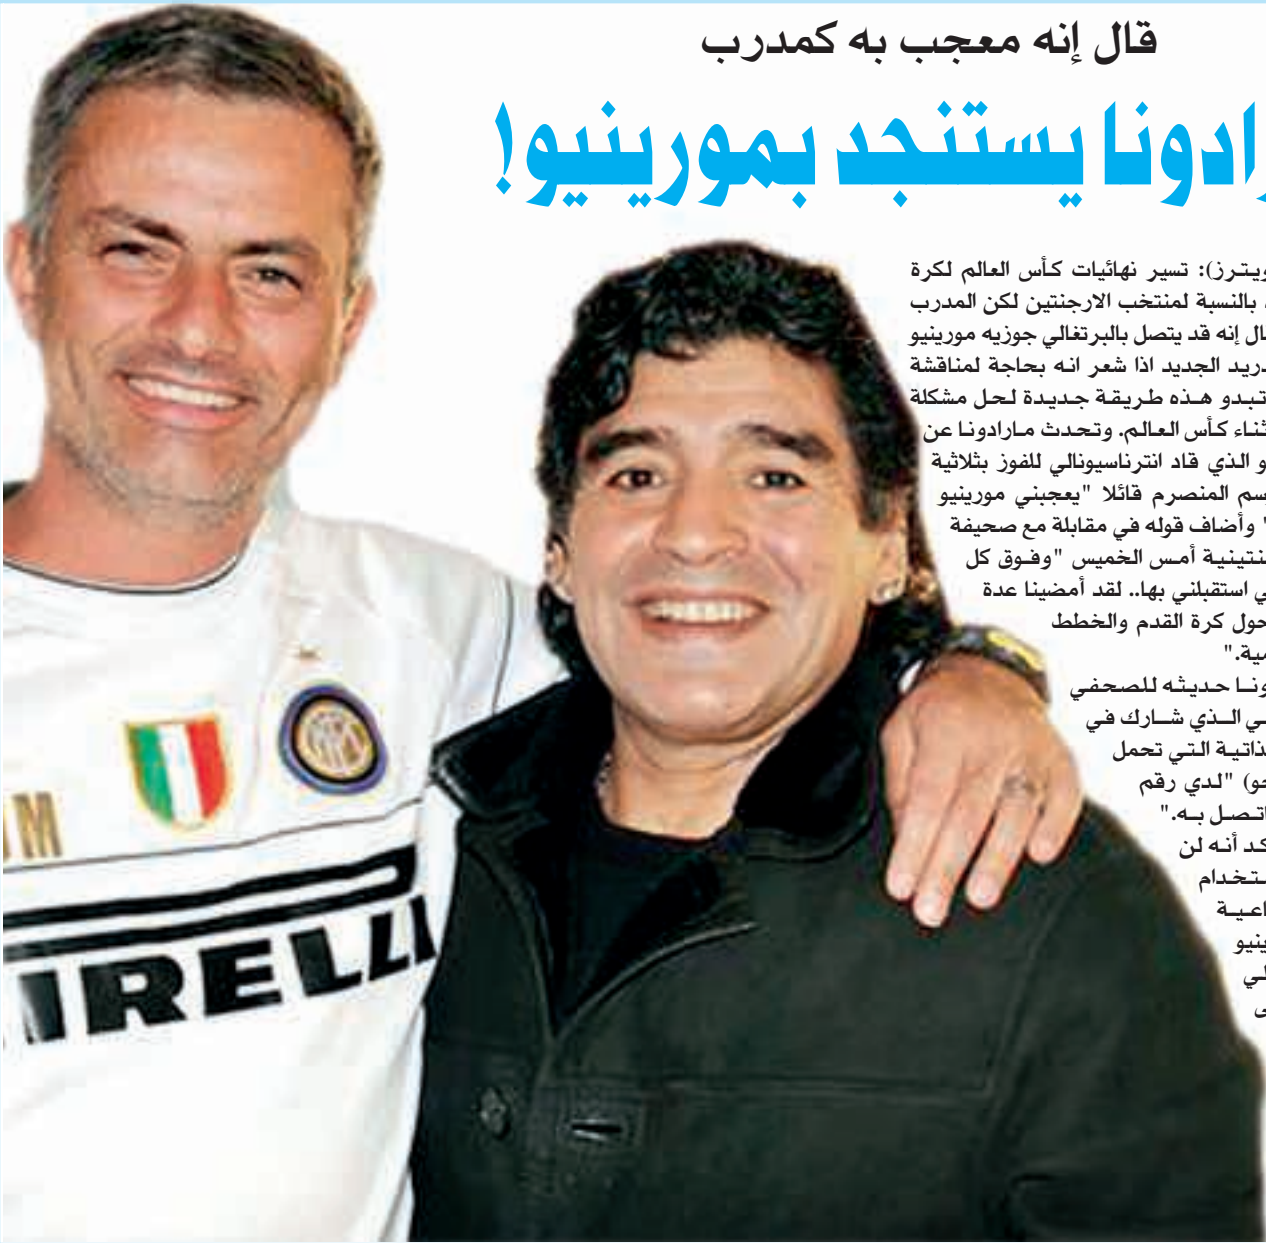 قال إنه معجب به كمدرب
رادونا يستنجد بمورينيو!
ويترز): تسير نهائيات كأس العالم لكرة
بالنسبة لمنتخب الارجنتين لكن المدرب
ال إنه قد يتصل بالبرتغالي جوزيه مورينيو
دريد الجديد اذا شعر انه بحاجة لمناقشة
تبدو هذه طريقة جديدة لحل مشكلة
ثناء كأس العالم. وتحدث مارادونا عن
و الذي قاد انترناسيونالي للفوز بثلاثية
سم المنصرم قائلا "يعجبني مورينيو
" وأضاف قوله في مقابلة مع صحيفة
نتينية أمس الخميس "وفوق كل
ي استقبلني بها.. لقد أمضينا عدة
حول كرة القدم والخطط
مية."
ونا حديثه للصحفي
ي الذي شارك في
ذاتية التي تحمل
جو) "لدي رقم
اتصل به."
كد أنه لن
ستخدام
اعية
ينيو
لي
ى
M
PIRELLI